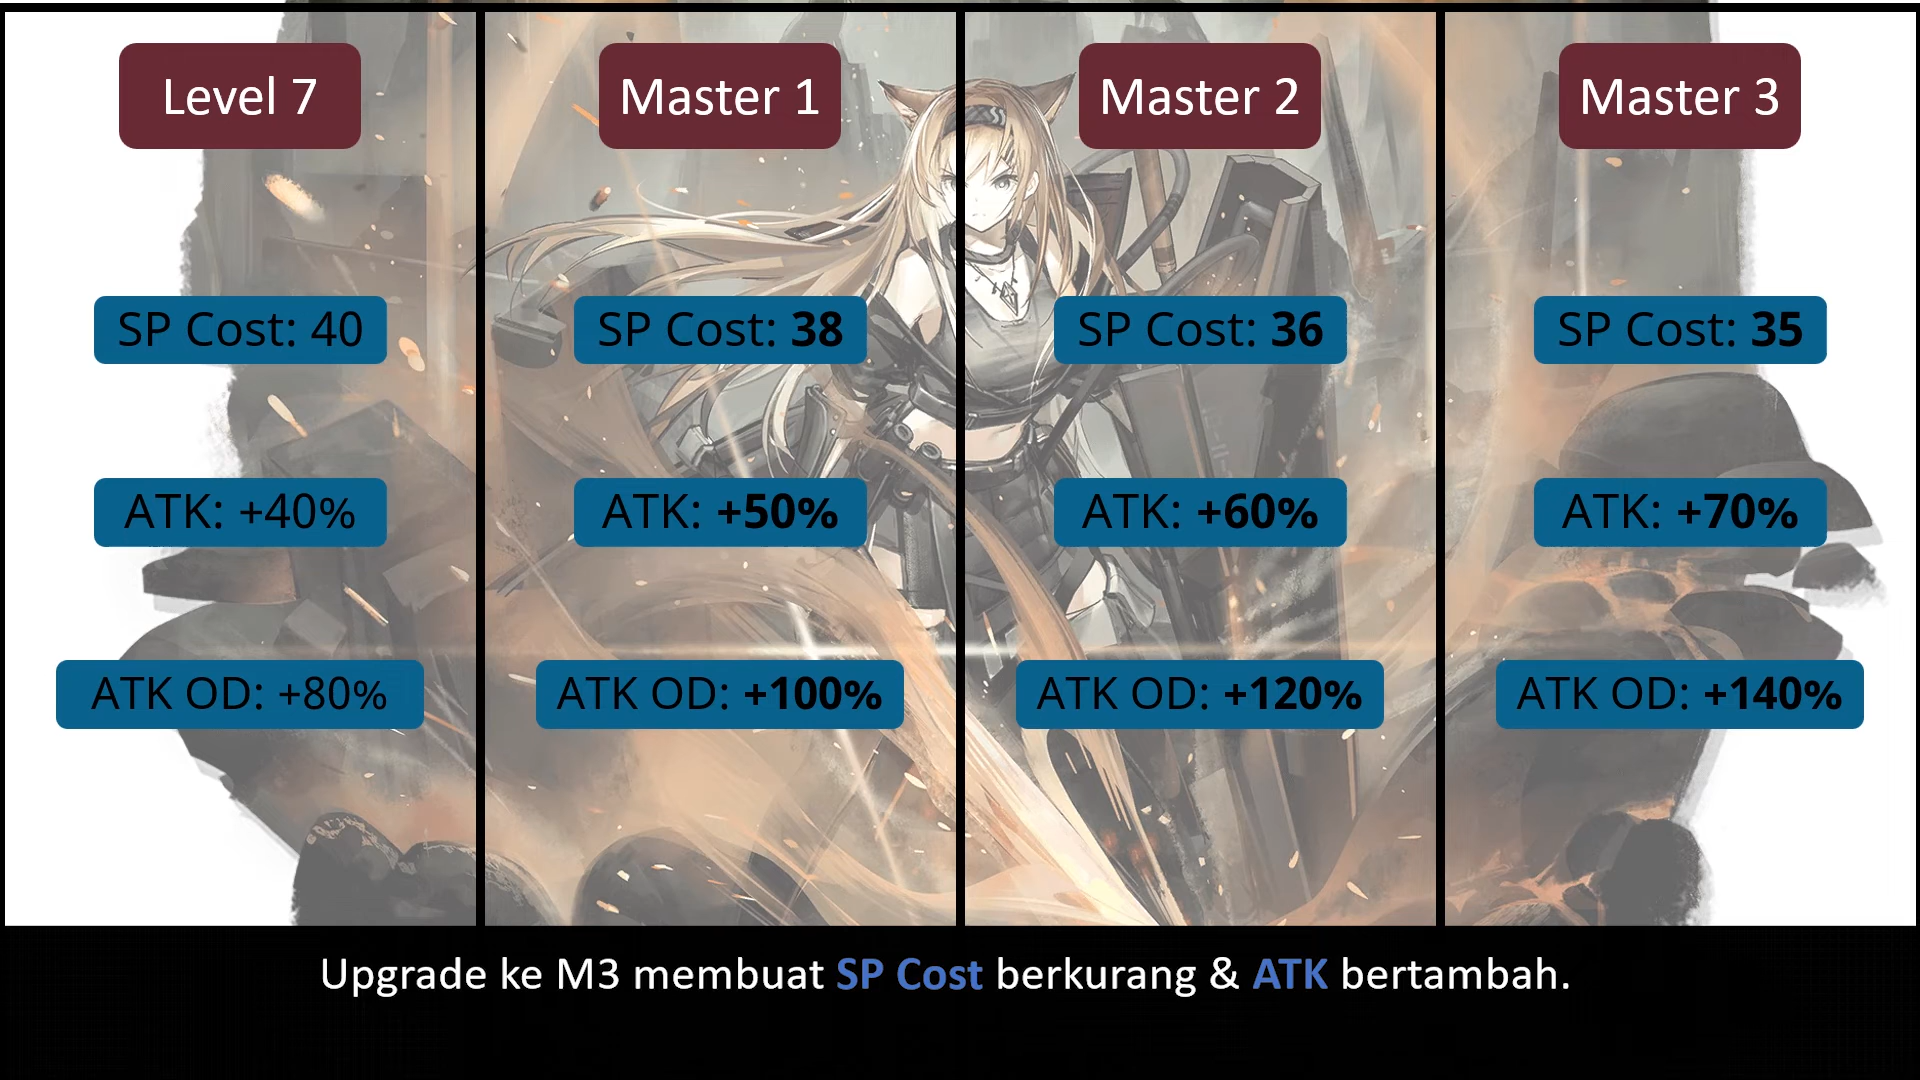 Level 7
Master 1
Master 2
Master 3
SP Cost: 40
SP Cost: 38
SP Cost: 36
SP Cost: 35
ATK: +40%
ATK: +50%
ATK: +60%
ATK: +70%
ATK OD: +80%
ATK OD: +100%
ATK OD: +120%
ATK OD: +140%
Upgrade ke M3 membuat SP Cost berkurang & ATK bertambah.